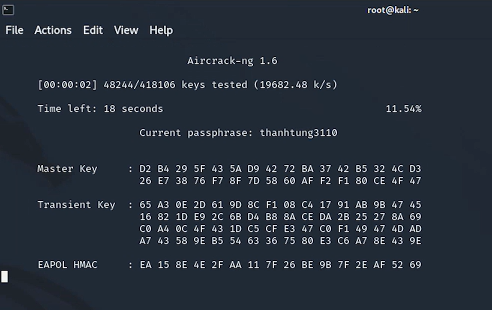 root@kali: ~
File Actions Edit View Help
Aircrack-ng 1.6
[00:00:02] 48244/418106 keys tested (19682.48 k/s)
Time left: 18 seconds 11.54%
Current passphrase: thanhtung3110
Master Key : D2 B4 29 5F 43 5A D9 42 72 BA 37 42 B5 32 4C D3
26 E7 38 76 F7 8F 7D 58 60 AF F2 F1 80 CE 4F 47
Transient Key : 65 A3 0E 2D 61 9D 8C F1 08 C4 17 91 AB 9B 47 45
16 82 1D E9 2C 6B D4 B8 8A CE DA 2B 25 27 8A 69
C0 A4 0C 4F 43 1D C5 CF E3 47 C0 F1 49 47 4D AD
A7 43 58 9E B5 54 63 36 75 80 E3 C6 A7 8E 43 9E
EAPOL HMAC : EA 15 8E 4E 2F AA 11 7F 26 BE 9B 7F 2E AF 52 69